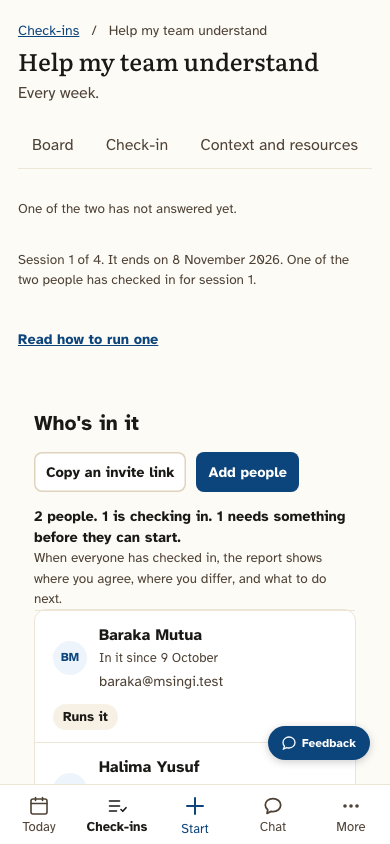 Check-ins / Help my team understand
Help my team understand
Every week.
Board Check-in Context and resources
One of the two has not answered yet.
Session 1 of 4. It ends on 8 November 2026. One of the
two people has checked in for session 1.
Read how to run one
Who's in it
Copy an invite link Add people
2 people. 1 is checking in. 1 needs something
before they can start.
When everyone has checked in, the report shows
where you agree, where you differ, and what to do
next.
Baraka Mutua
BM In it since 9 October
baraka@msingi.test
Runs it
Feedback
Halima Yusuf
Today Check-ins Start Chat More